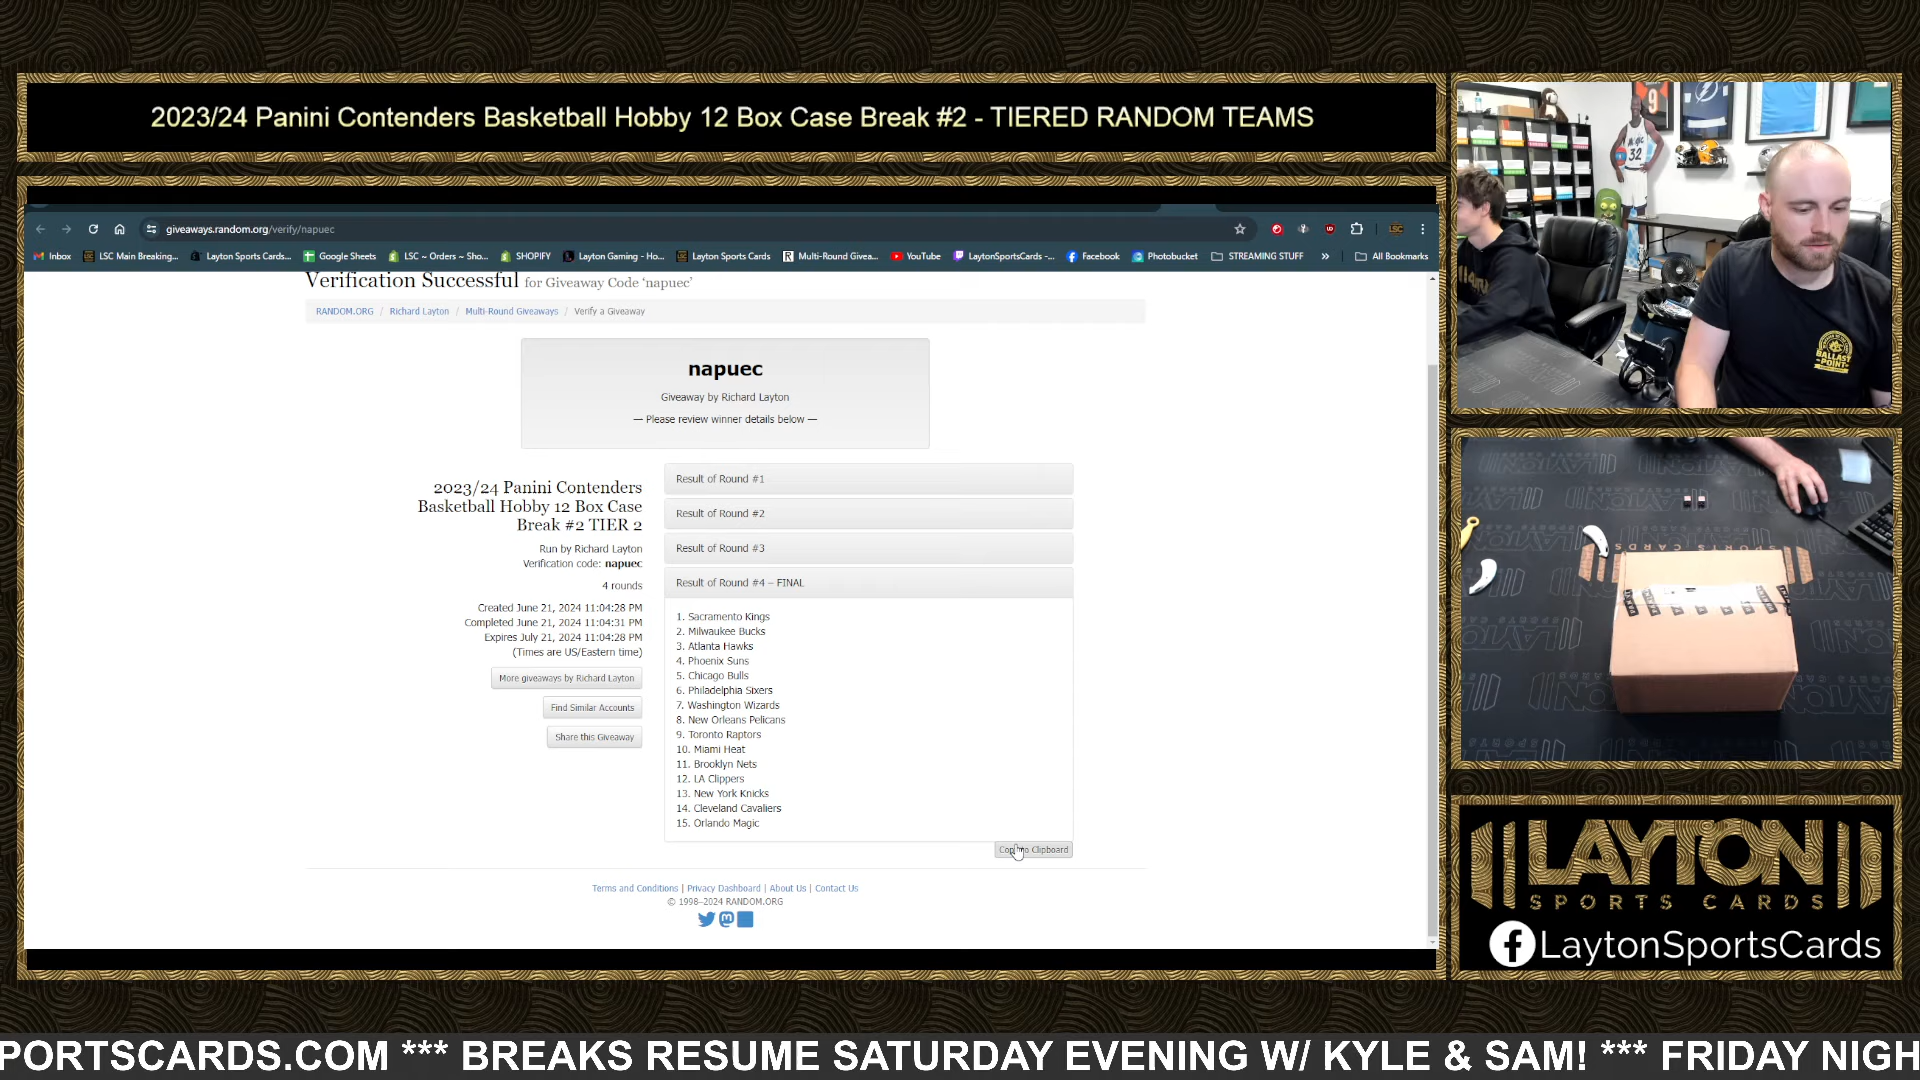 2023/24 Panini Contenders Basketball Hobby 12 Box Case Break #2 - TIERED RANDOM TEAMS
giveaways.random.org/verify/napuec
Inbox
LSC Main Breaking...
Layton Sports Cards...
Google Sheets
LSC ~ Orders ~ Sho...
SHOPIFY
Layton Gaming - Ho...
Layton Sports Cards
Multi-Round Givea...
YouTube
LaytonSportsCards -...
Facebook
Photobucket
STREAMING STUFF
All Bookmarks
Verification Successful for Giveaway Code 'napuec'
RANDOM.ORG / Richard Layton / Multi-Round Giveaways / Verify a Giveaway
napuec
Giveaway by Richard Layton
— Please review winner details below —
2023/24 Panini Contenders
Basketball Hobby 12 Box Case
Break #2 TIER 2
Run by Richard Layton
Verification code: napuec
4 rounds
Created June 21, 2024 11:04:28 PM
Completed June 21, 2024 11:04:31 PM
Expires July 21, 2024 11:04:28 PM
(Times are US/Eastern time)
More giveaways by Richard Layton
Find Similar Accounts
Share this Giveaway
Result of Round #1
Result of Round #2
Result of Round #3
Result of Round #4 – FINAL
1. Sacramento Kings
2. Milwaukee Bucks
3. Atlanta Hawks
4. Phoenix Suns
5. Chicago Bulls
6. Philadelphia Sixers
7. Washington Wizards
8. New Orleans Pelicans
9. Toronto Raptors
10. Miami Heat
11. Brooklyn Nets
12. LA Clippers
13. New York Knicks
14. Cleveland Cavaliers
15. Orlando Magic
Clipboard
Terms and Conditions | Privacy Dashboard | About Us | Contact Us
© 1998–2024 RANDOM.ORG
9
32
BALLAST
POINT
LAYTON
SPORTS CARDS
LaytonSportsCards
PORTSCARDS.COM *** BREAKS RESUME SATURDAY EVENING W/ KYLE & SAM! *** FRIDAY NIGH